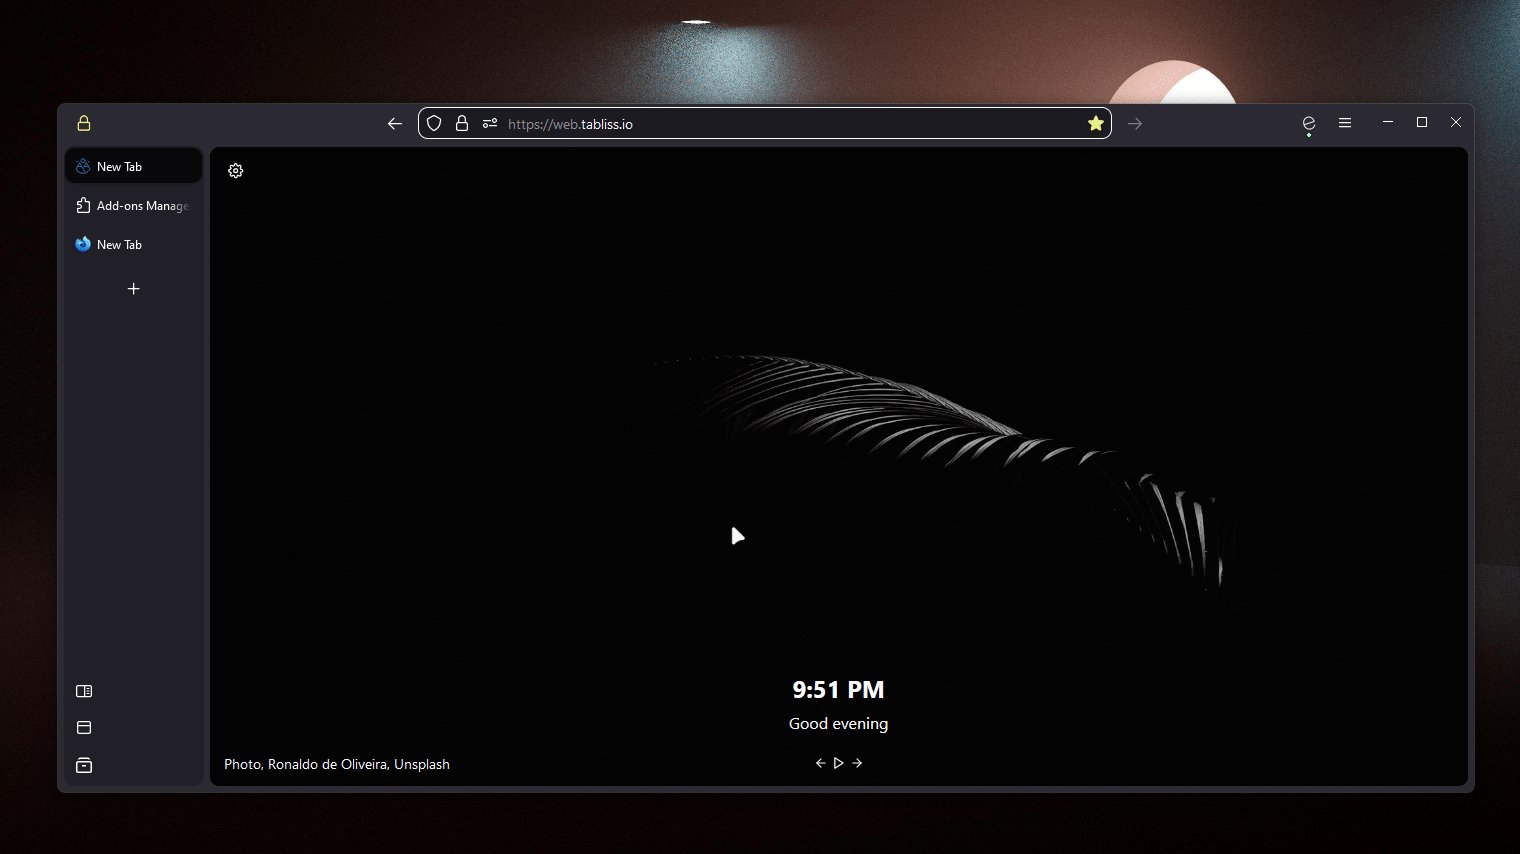 https://web.tabliss.io
New Tab
Add-ons Manage
New Tab
9:51 PM
Good evening
Photo, Ronaldo de Oliveira, Unsplash